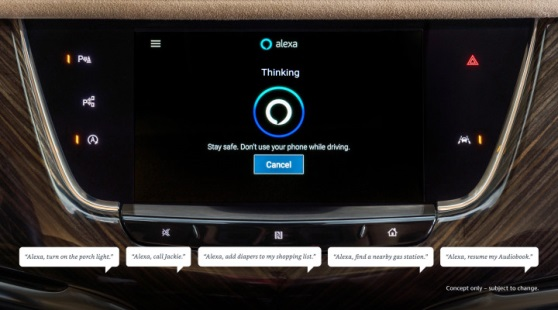 alexa
Thinking
Stay safe. Don't use your phone while driving.
Cancel
"Alexa, turn on the porch light."
"Alexa, call Jackie."
"Alexa, add diapers to my shopping list."
"Alexa, find a nearby gas station."
"Alexa, resume my Audiobook."
Concept only – subject to change.